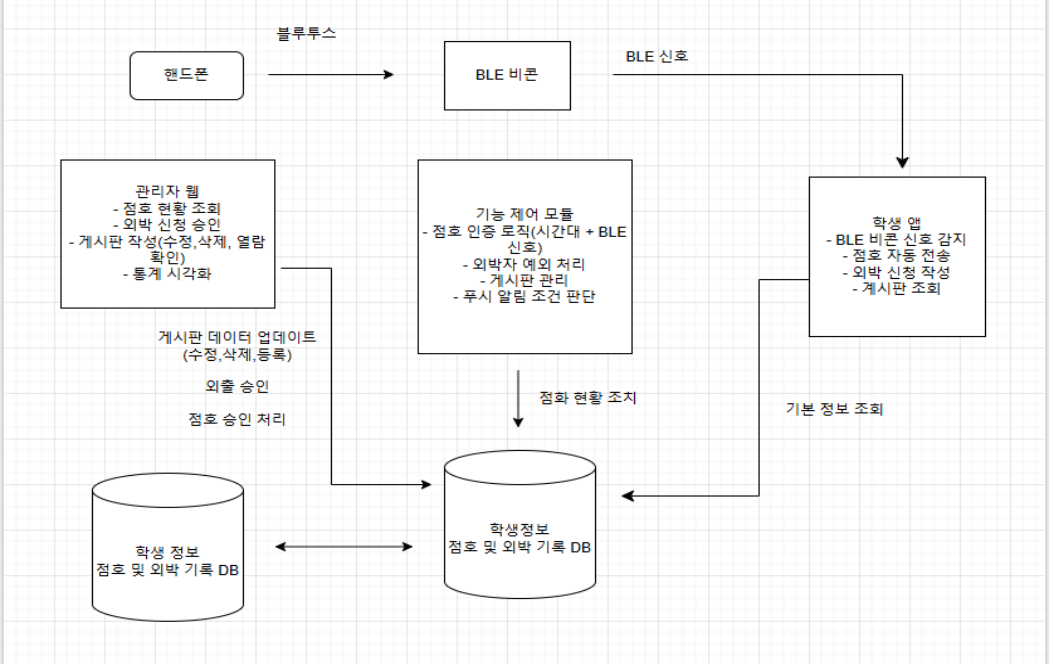 블루투스
핸드폰
BLE 비콘
BLE 신호
관리자 웹
- 점호 현황 조회
- 외박 신청 승인
- 게시판 작성(수정,삭제, 열람
확인)
- 통계 시각화
기능 제어 모듈
- 점호 인증 로직(시간대 + BLE
신호)
- 외박자 예외 처리
- 게시판 관리
- 푸시 알림 조건 판단
학생 앱
- BLE 비콘 신호 감지
- 점호 자동 전송
- 외박 신청 작성
- 계시판 조회
게시판 데이터 업데이트
(수정,삭제,등록)
외출 승인
점호 승인 처리
점화 현황 조치
기본 정보 조회
학생 정보
점호 및 외박 기록 DB
학생정보
점호 및 외박 기록 DB